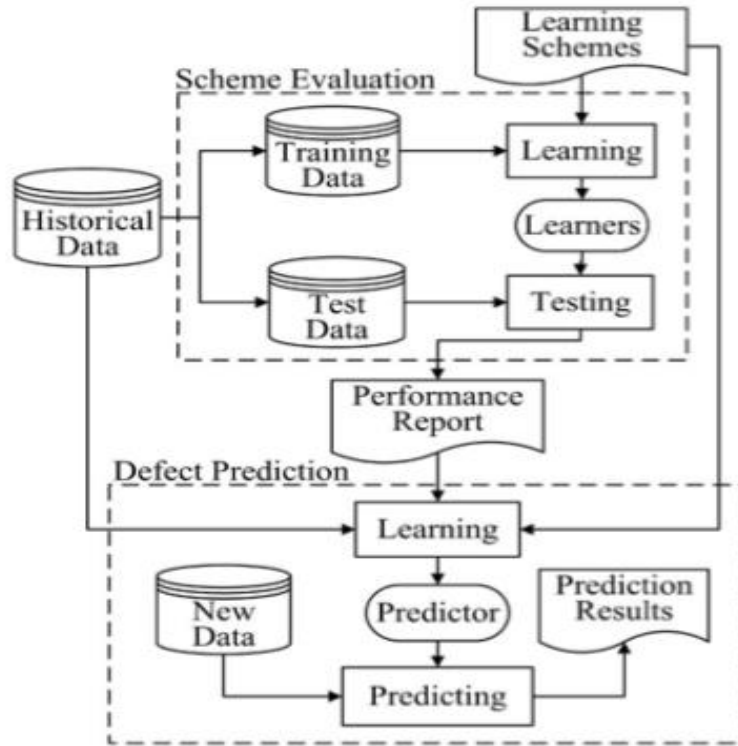 Learning
Schemes
Scheme Evaluation
Training
Data
Learning
Historical
Data
Learners
Test
Data
Testing
Performance
Report
Defect Prediction
Learning
New
Data
Predictor
Prediction
Results
Predicting